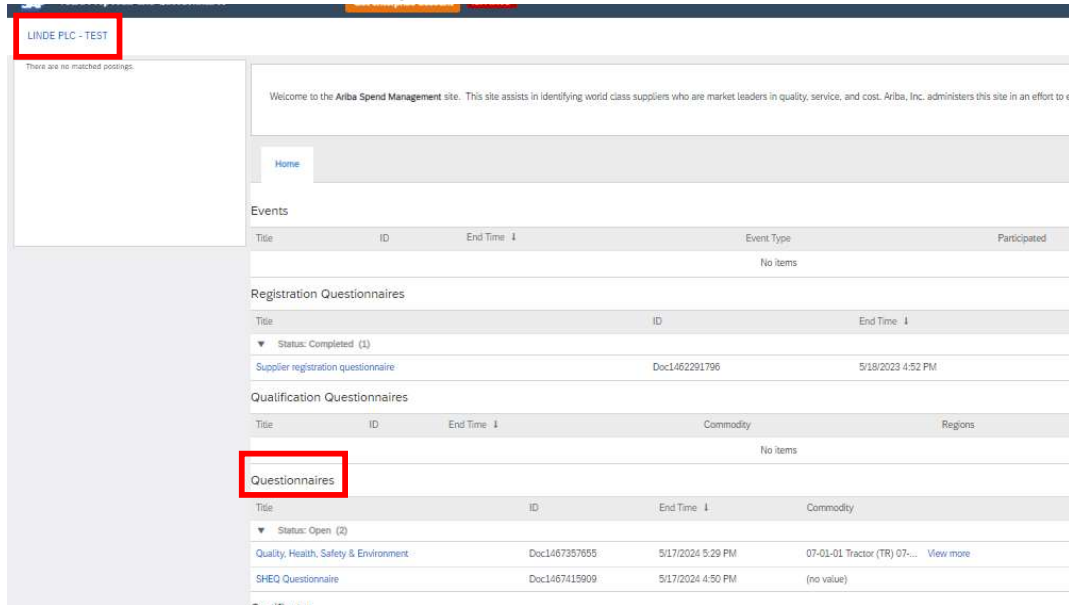 LINDE PLC - TEST
There are no matched postings.
Welcome to the Ariba Spend Management site. This site assists in identifying world class suppliers who are market leaders in quality, service, and cost. Ariba, Inc. administers this site in an effort to
Home
Events
Title ID End Time ↓ Event Type Participated
No items
Registration Questionnaires
Title ID End Time ↓
▼ Status: Completed (1)
Supplier registration questionnaire Doc1462291796 5/18/2023 4:52 PM
Qualification Questionnaires
Title ID End Time ↓ Commodity Regions
No items
Questionnaires
Title ID End Time ↓ Commodity
▼ Status: Open (2)
Quality, Health, Safety & Environment Doc1467357655 5/17/2024 5:29 PM 07-01-01 Tractor (TR) 07-... View more
SHEQ Questionnaire Doc1467415909 5/17/2024 4:50 PM (no value)